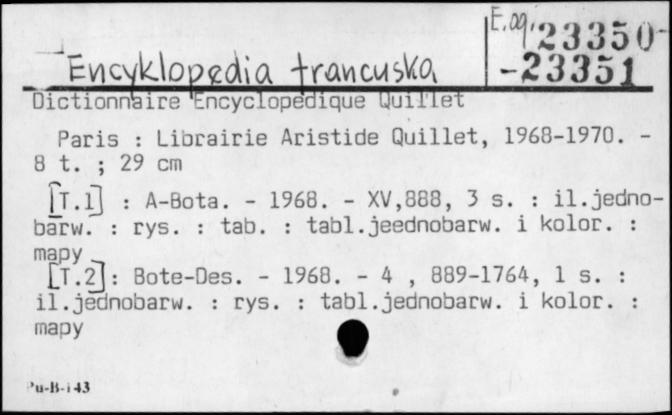 E.og. 23350-
-23351
Encyklopedia francuska
Dictionnaire Encyclopedique Quillet
Paris : Librairie Aristide Quillet, 1968-1970. -
8 t. ; 29 cm
[T.1] : A-Bota. - 1968. - XV,888, 3 s. : il.jedno-
barw. : rys. : tab. : tabl.jeednobarw. i kolor. :
mapy
[T.2]: Bote-Des. - 1968. - 4 , 889-1764, 1 s. :
il.jednobarw. : rys. : tabl.jednobarw. i kolor. :
mapy
Pu-B-143